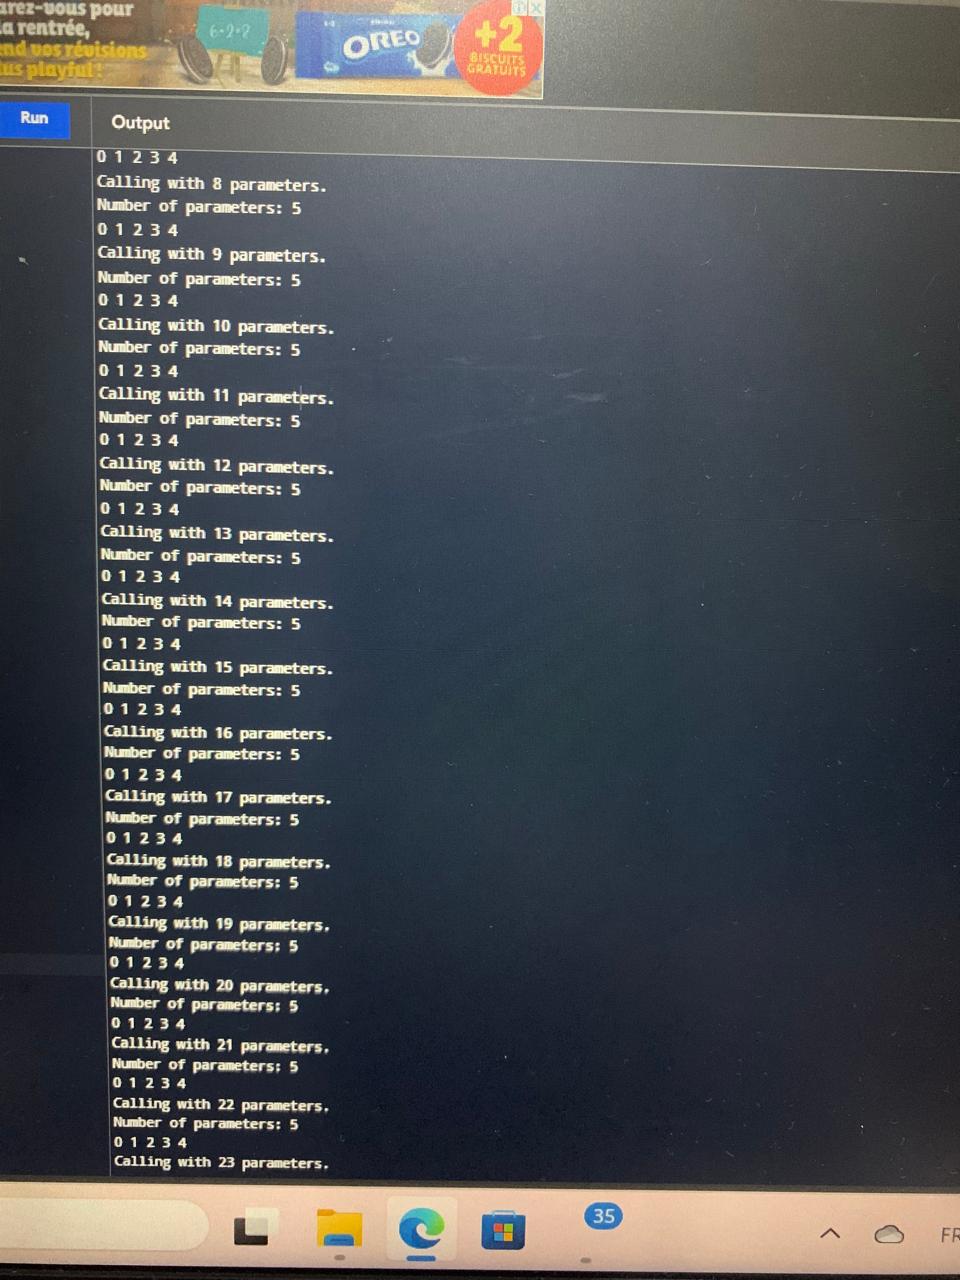 arez-vous pour
la rentrée,
end vos révisions
us playful !
6+2=?
OREO
+2
BISCUITS
GRATUITS
Run
Output
0 1 2 3 4
Calling with 8 parameters.
Number of parameters: 5
0 1 2 3 4
Calling with 9 parameters.
Number of parameters: 5
0 1 2 3 4
Calling with 10 parameters.
Number of parameters: 5
0 1 2 3 4
Calling with 11 parameters.
Number of parameters: 5
0 1 2 3 4
Calling with 12 parameters.
Number of parameters: 5
0 1 2 3 4
Calling with 13 parameters.
Number of parameters: 5
0 1 2 3 4
Calling with 14 parameters.
Number of parameters: 5
0 1 2 3 4
Calling with 15 parameters.
Number of parameters: 5
0 1 2 3 4
Calling with 16 parameters.
Number of parameters: 5
0 1 2 3 4
Calling with 17 parameters.
Number of parameters: 5
0 1 2 3 4
Calling with 18 parameters.
Number of parameters: 5
0 1 2 3 4
Calling with 19 parameters.
Number of parameters: 5
0 1 2 3 4
Calling with 20 parameters.
Number of parameters: 5
0 1 2 3 4
Calling with 21 parameters.
Number of parameters: 5
0 1 2 3 4
Calling with 22 parameters.
Number of parameters: 5
0 1 2 3 4
Calling with 23 parameters.
35
FR